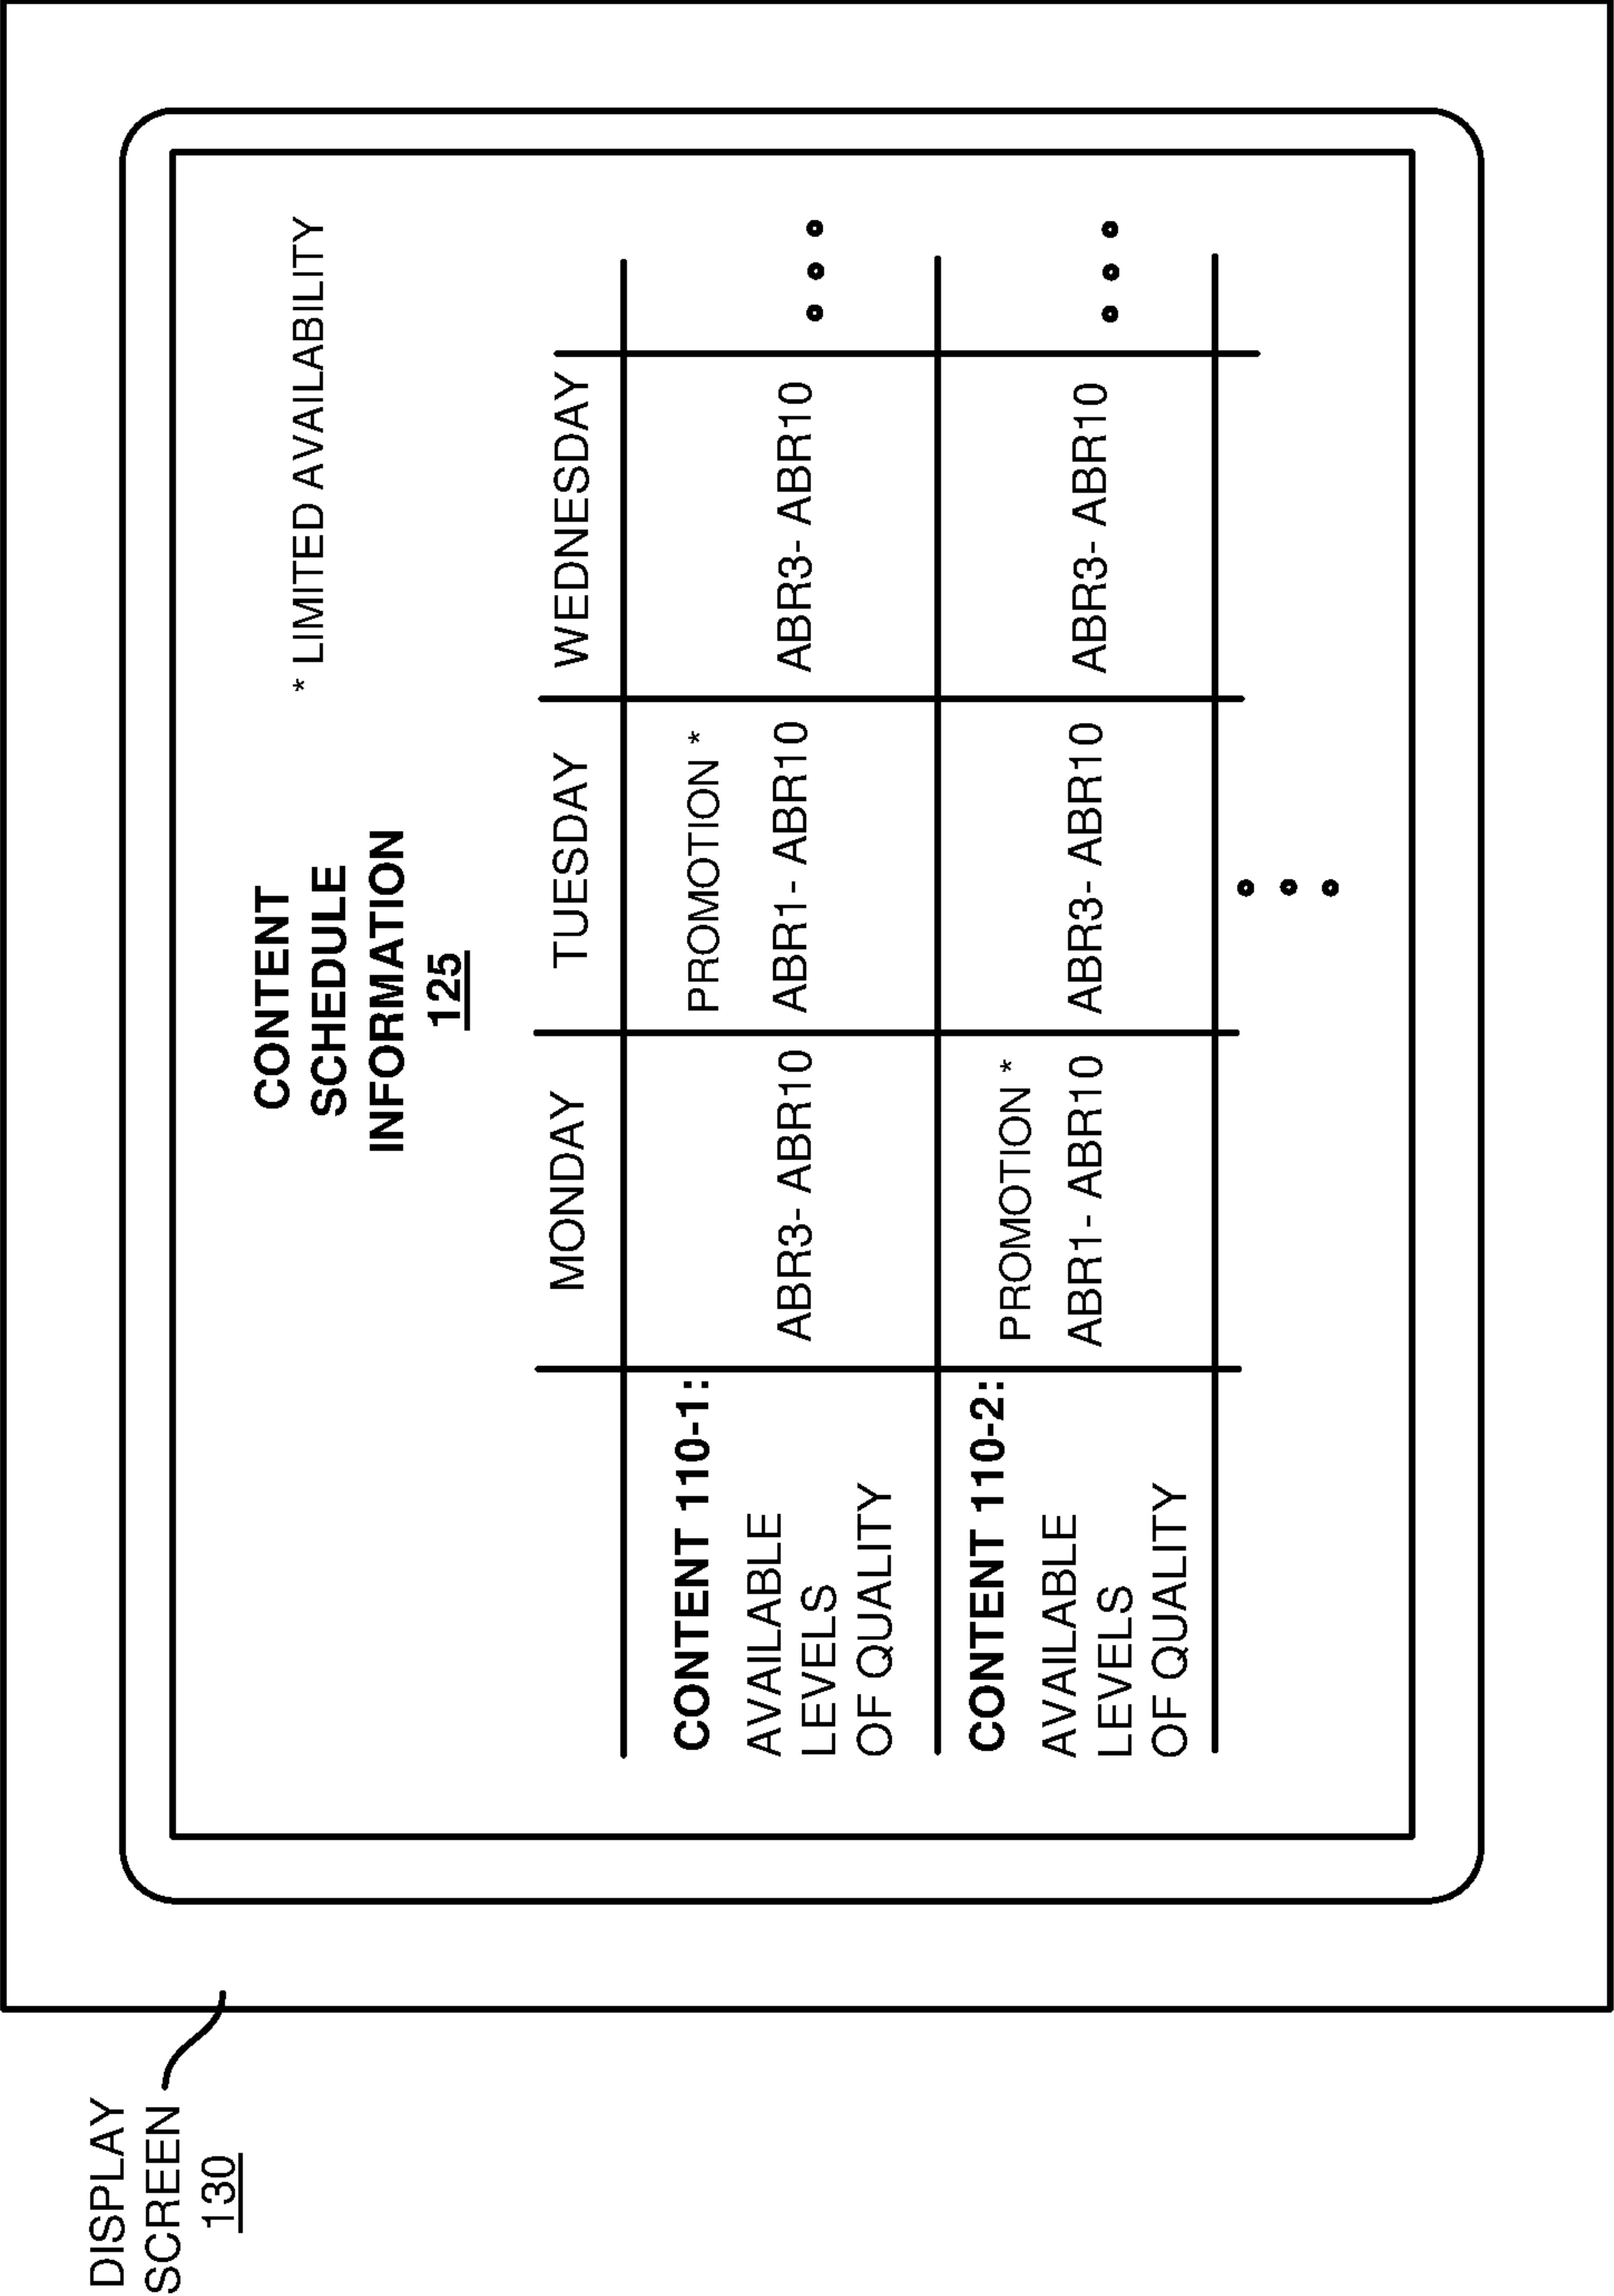 DISPLAY
SCREEN
130
CONTENT
SCHEDULE
INFORMATION
125
* LIMITED AVAILABILITY
MONDAY TUESDAY WEDNESDAY
CONTENT 110-1:
AVAILABLE
LEVELS
OF QUALITY
PROMOTION *
ABR3- ABR10 ABR1- ABR10 ABR3- ABR10
CONTENT 110-2:
AVAILABLE
LEVELS
OF QUALITY
PROMOTION *
ABR1- ABR10 ABR3- ABR10 ABR3- ABR10